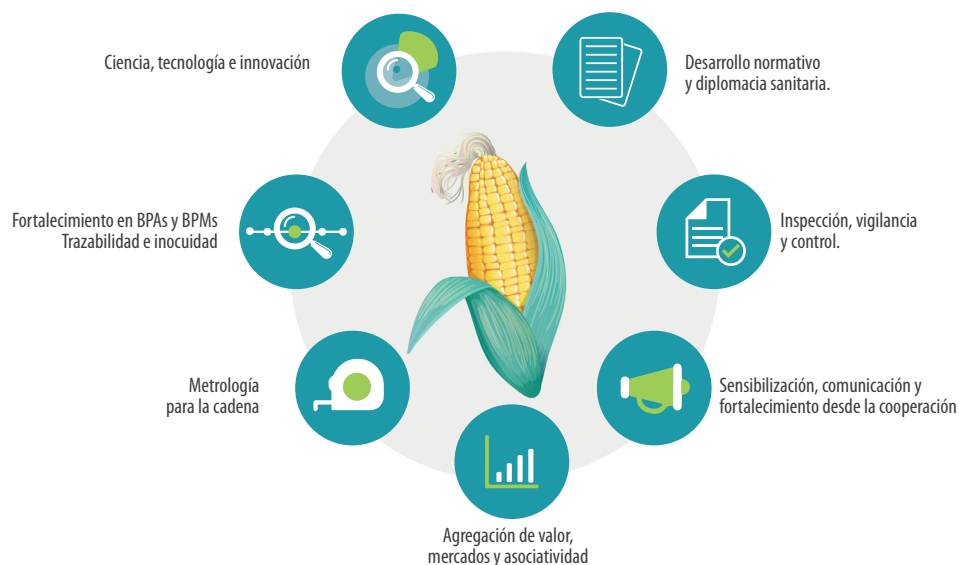 Ciencia, tecnología e innovación
Desarrollo normativo
y diplomacia sanitaria.
Fortalecimiento en BPAs y BPMs
Trazabilidad e inocuidad
Inspección, vigilancia
y control.
Metrología
para la cadena
Sensibilización, comunicación y
fortalecimiento desde la cooperación
Agregación de valor,
mercados y asociatividad